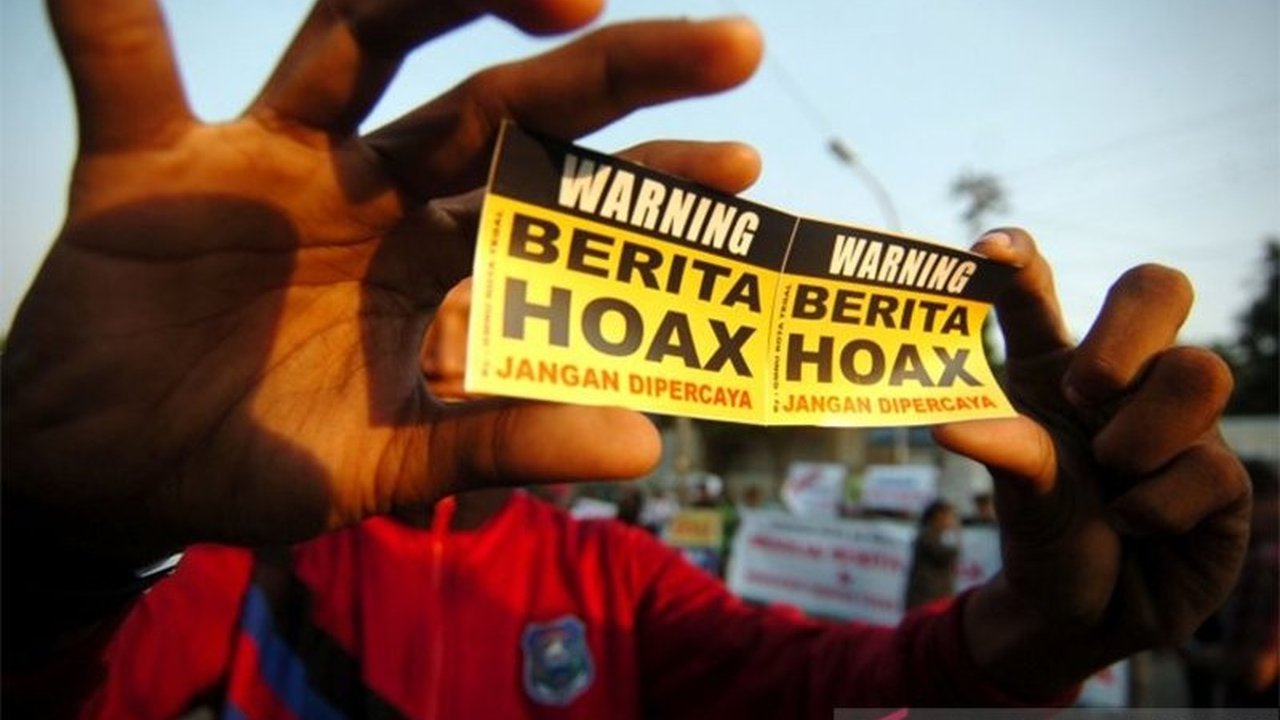 WARNING
BERITA
HOAX
JANGAN DIPERCAYA
WARNING
BERITA
HOAX
JANGAN DIPERCAYA